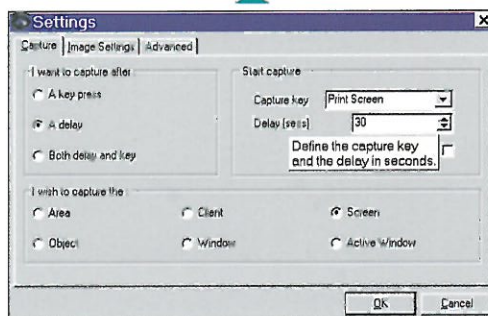 Settings
Capture Image Settings Advanced
I want to capture after
A key press
A delay
Both delay and key
Start capture
Capture key Print Screen
Delay (secs) 30
Define the capture key
and the delay in seconds.
I wish to capture the
Area Client Screen
Object Window Active Window
OK Cancel